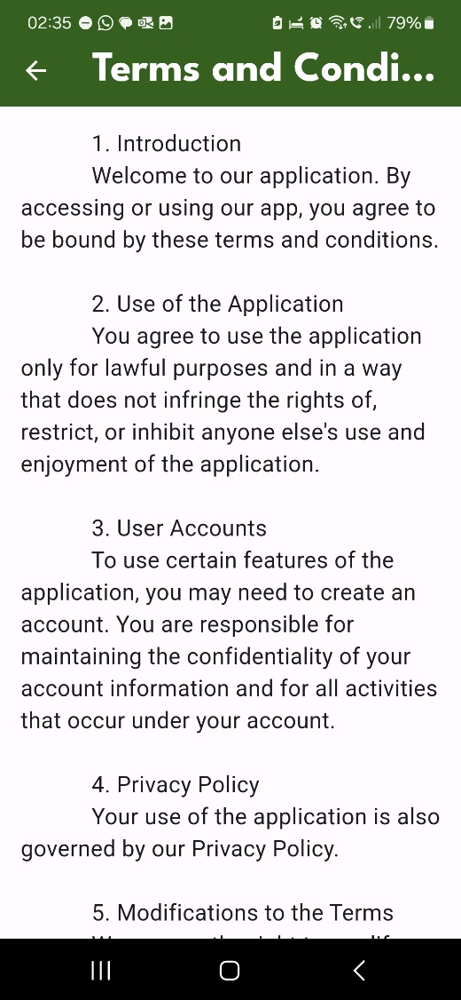 02:35
79%
Terms and Condi...
1. Introduction
Welcome to our application. By
accessing or using our app, you agree to
be bound by these terms and conditions.
2. Use of the Application
You agree to use the application
only for lawful purposes and in a way
that does not infringe the rights of,
restrict, or inhibit anyone else's use and
enjoyment of the application.
3. User Accounts
To use certain features of the
application, you may need to create an
account. You are responsible for
maintaining the confidentiality of your
account information and for all activities
that occur under your account.
4. Privacy Policy
Your use of the application is also
governed by our Privacy Policy.
5. Modifications to the Terms